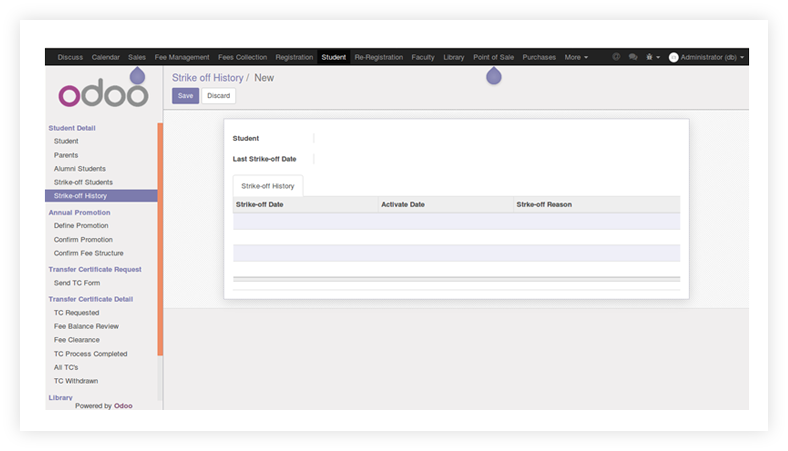 Discuss Calendar Sales Fee Management Fees Collection Registration Student Re-Registration Faculty Library Point of Sale Purchases More Administrator (db)
odoo
Strike off History / New
Save Discard
Student Detail
Student
Parents
Alumni Students
Strike-off Students
Strike-off History
Annual Promotion
Define Promotion
Confirm Promotion
Confirm Fee Structure
Transfer Certificate Request
Send TC Form
Transfer Certificate Detail
TC Requested
Fee Balance Review
Fee Clearance
TC Process Completed
All TC's
TC Withdrawn
Library
Powered by Odoo
Student
Last Strike-off Date
Strike-off History
Strike-off Date Activate Date Strke-off Reason